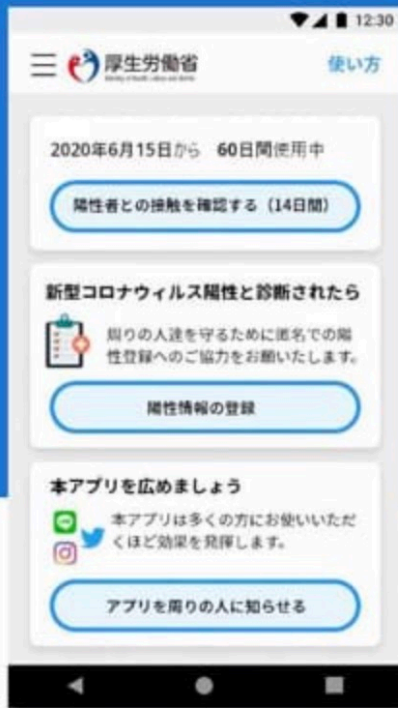 12:30
厚生労働省
使い方
2020年6月15日から 60日間使用中
陽性者との接触を確認する（14日間）
新型コロナウィルス陽性と診断されたら
周りの人達を守るために匿名での陽
性登録へのご協力をお願いいたします。
陽性情報の登録
本アプリを広めましょう
本アプリは多くの方にお使いいただ
くほど効果を発揮します。
アプリを周りの人に知らせる